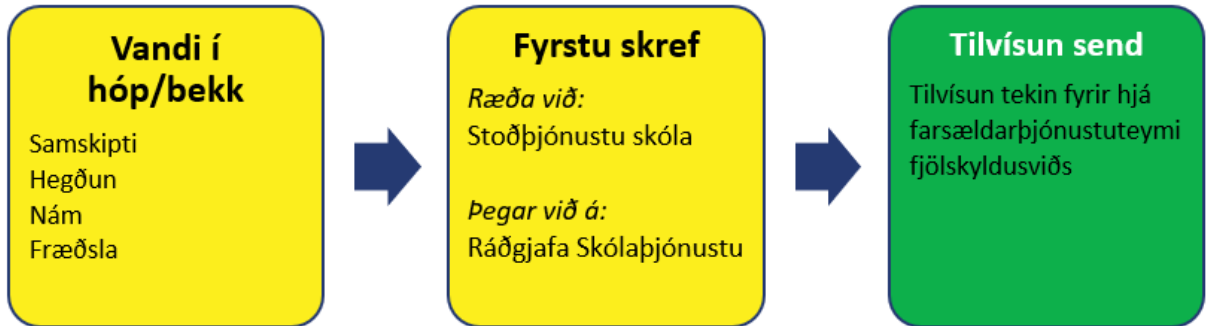 Vandi í
hóp/bekk
Samskipti
Hegðun
Nám
Fræðsla
Fyrstu skref
Ræða við:
Stoðþjónustu skóla
Þegar við á:
Ráðgjafa Skólaþjónustu
Tilvísun send
Tilvísun tekin fyrir hjá
farsældarþjónustuteymi
fjölskyldusviðs